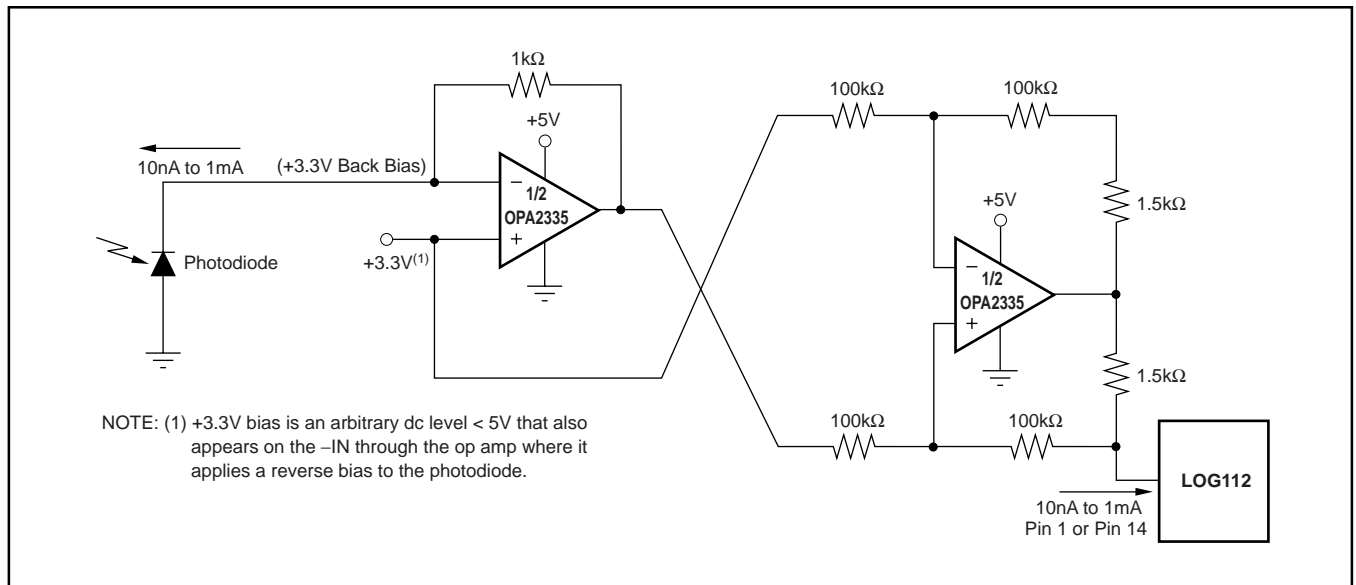 1kΩ
+5V
10nA to 1mA
(+3.3V Back Bias)
−
1/2
OPA2335
+
+3.3V(1)
Photodiode
100kΩ
100kΩ
1.5kΩ
+5V
−
1/2
OPA2335
+
1.5kΩ
100kΩ
100kΩ
LOG112
10nA to 1mA
Pin 1 or Pin 14
NOTE: (1) +3.3V bias is an arbitrary dc level < 5V that also
appears on the –IN through the op amp where it
applies a reverse bias to the photodiode.